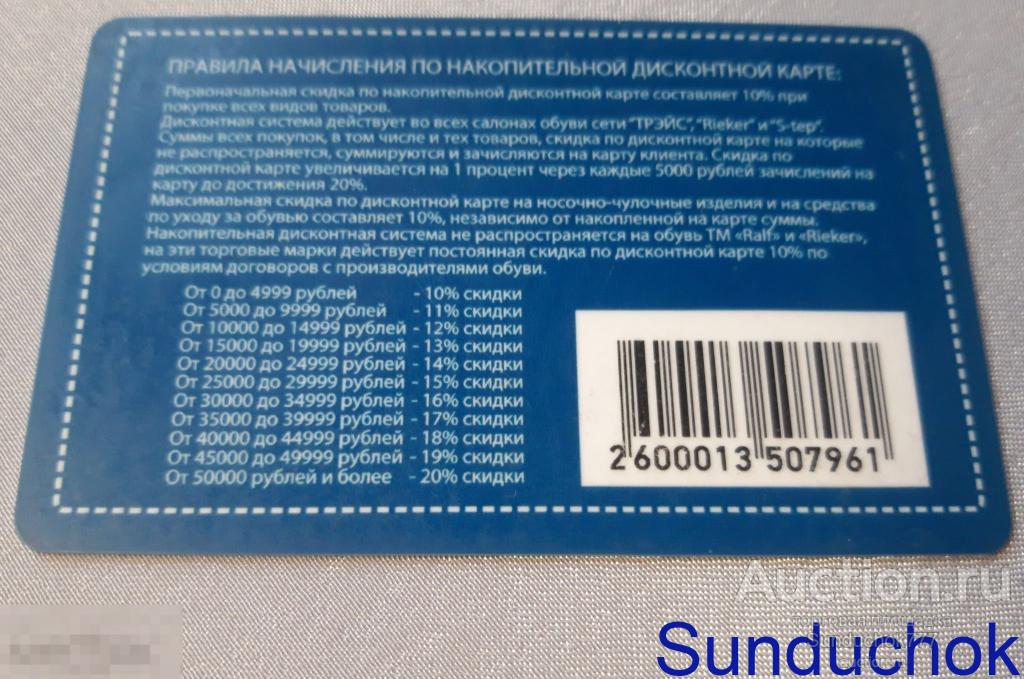 ПРАВИЛА НАЧИСЛЕНИЯ ПО НАКОПИТЕЛЬНОЙ ДИСКОНТНОЙ КАРТЕ:
Первоначальная скидка по накопительной дисконтной карте составляет 10% при
покупке всех видов товаров.
Дисконтная система действует во всех салонах обуви сети "ТРЭЙС", "Rieker" и "S-tep".
Суммы всех покупок, в том числе и тех товаров, скидка по дисконтной карте на которые
не распространяется, суммируются и зачисляются на карту клиента. Скидка по
дисконтной карте увеличивается на 1 процент через каждые 5000 рублей зачислений на
карту до достижения 20%.
Максимальная скидка по дисконтной карте на носочно-чулочные изделия и на средства
по уходу за обувью составляет 10%, независимо от накопленной на карте суммы.
Накопительная дисконтная система не распространяется на обувь ТМ «Ralf» и «Rieker»,
на эти торговые марки действует постоянная скидка по дисконтной карте 10% по
условиям договоров с производителями обуви.
От 0 до 4999 рублей - 10% скидки
От 5000 до 9999 рублей - 11% скидки
От 10000 до 14999 рублей - 12% скидки
От 15000 до 19999 рублей - 13% скидки
От 20000 до 24999 рублей - 14% скидки
От 25000 до 29999 рублей - 15% скидки
От 30000 до 34999 рублей - 16% скидки
От 35000 до 39999 рублей - 17% скидки
От 40000 до 44999 рублей - 18% скидки
От 45000 до 49999 рублей - 19% скидки
От 50000 рублей и более - 20% скидки
2 600013 507961
Auction.ru
Sunduchok